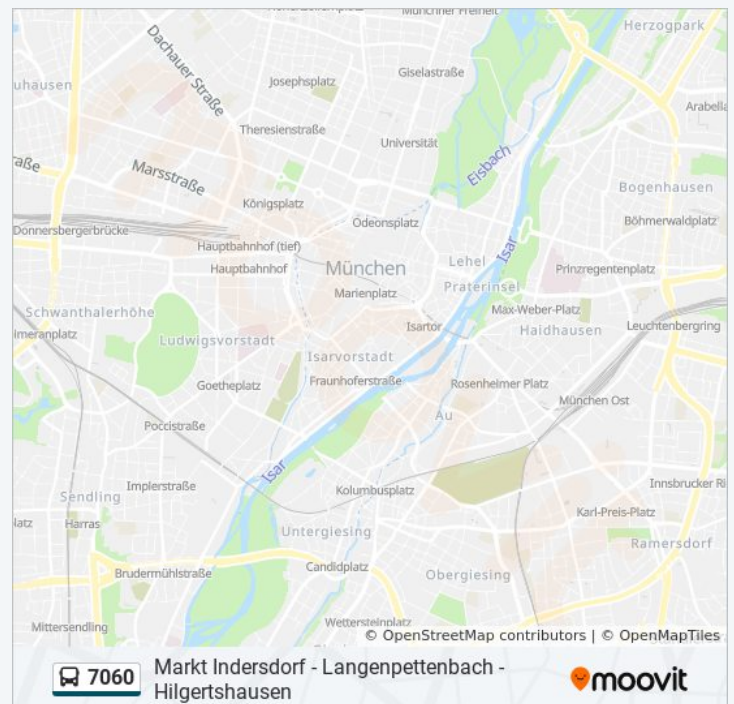 Münchner Freiheit
Herzogpark
Dachauer Straße
Giselastraße
Josephsplatz
uhausen
Arabella
Theresienstraße
Universität
Eisbach
aße
Marsstraße
Bogenhausen
Königsplatz
Odeonsplatz
Böhmerwaldplatz
Donnersbergerbrücke
Hauptbahnhof (tief)
Isar
Lehel
Hauptbahnhof
München
Prinzregentenplatz
Praterinsel
Marienplatz
Schwanthalerhöhe
Max-Weber-Platz
Isartor
Haidhausen
Leuchtenbergring
imeranplatz
Ludwigsvorstadt
Isarvorstadt
Goetheplatz
Fraunhoferstraße
Rosenheimer Platz
München Ost
Au
Poccistraße
Isar
Implerstraße
Kolumbusplatz
Innsbrucker Ri
Sendling
Karl-Preis-Platz
latz
Harras
Untergiesing
Ramersdorf
Brudermühlstraße
Candidplatz
Obergiesing
Mittersendling
Wettersteinplatz
© OpenStreetMap contributors | © OpenMapTiles
7060
Markt Indersdorf - Langenpettenbach -
Hilgertshausen
moovit